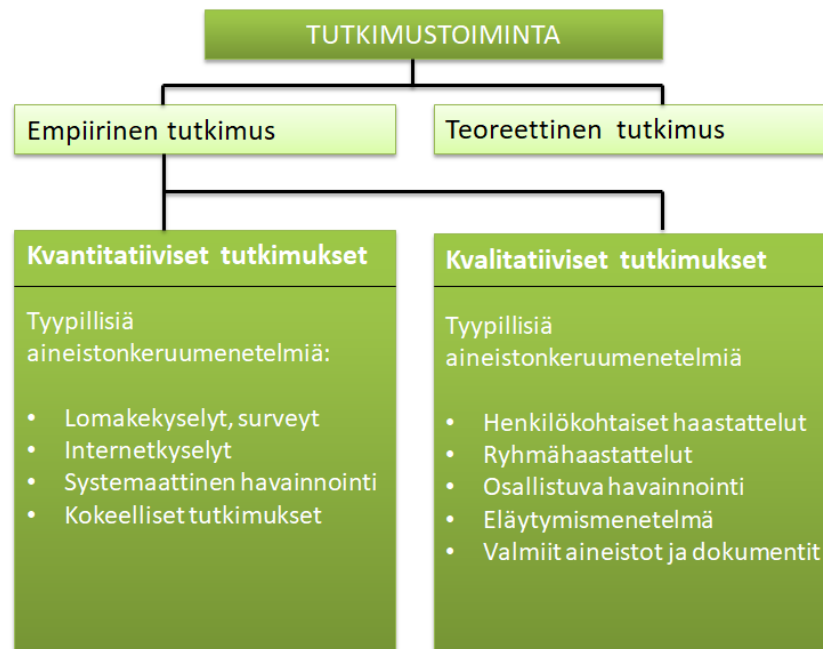 TUTKIMUSTOIMINTA
Empiirinen tutkimus
Teoreettinen tutkimus
Kvantitatiiviset tutkimukset
Tyypillisiä
aineistonkeruumenetelmiä:
• Lomakekyselyt, surveyt
• Internetkyselyt
• Systemaattinen havainnointi
• Kokeelliset tutkimukset
Kvalitatiiviset tutkimukset
Tyypillisiä
aineistonkeruumenetelmiä
• Henkilökohtaiset haastattelut
• Ryhmähaastattelut
• Osallistuva havainnointi
• Eläytymismenetelmä
• Valmiit aineistot ja dokumentit